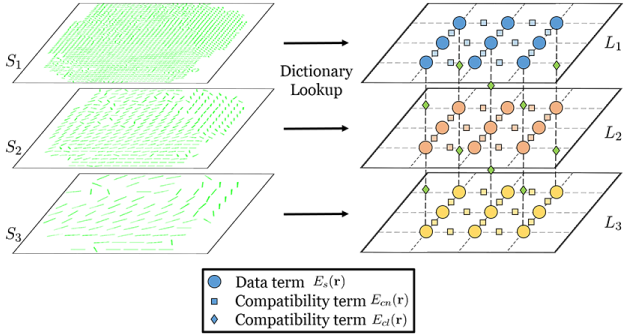 S1
L1
Dictionary
Lookup
S2
L2
S3
L3
Data term Es(r)
Compatibility term Ecn(r)
Compatibility term Ecl(r)